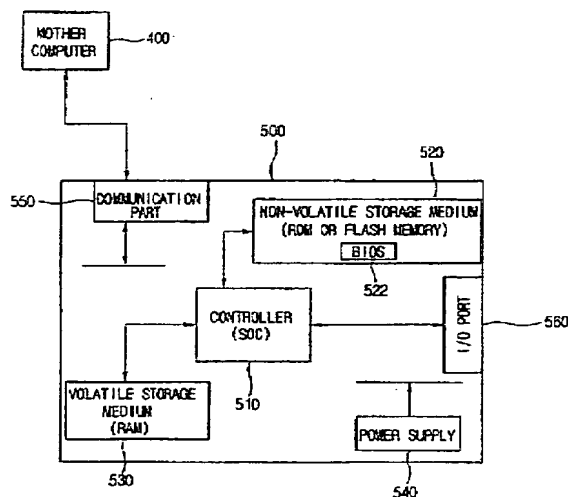 MOTHER
COMPUTER
400
500
520
550
COMMUNICATION
PART
NON-VOLATILE STORAGE MEDIUM
(ROM OR FLASH MEMORY)
BIOS
522
CONTROLLER
(SOC)
510
I/O PORT
560
VOLATILE STORAGE
MEDIUM
(RAM)
530
POWER SUPPLY
540